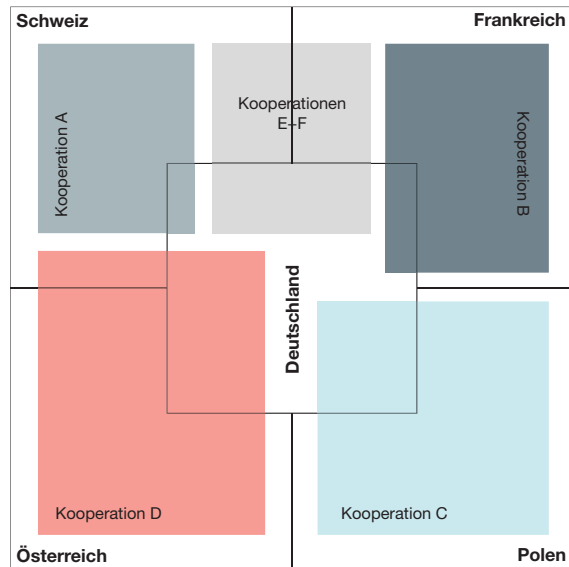 Schweiz
Frankreich
Kooperation A
Kooperationen
E+F
Kooperation B
Deutschland
Kooperation D
Kooperation C
Österreich
Polen